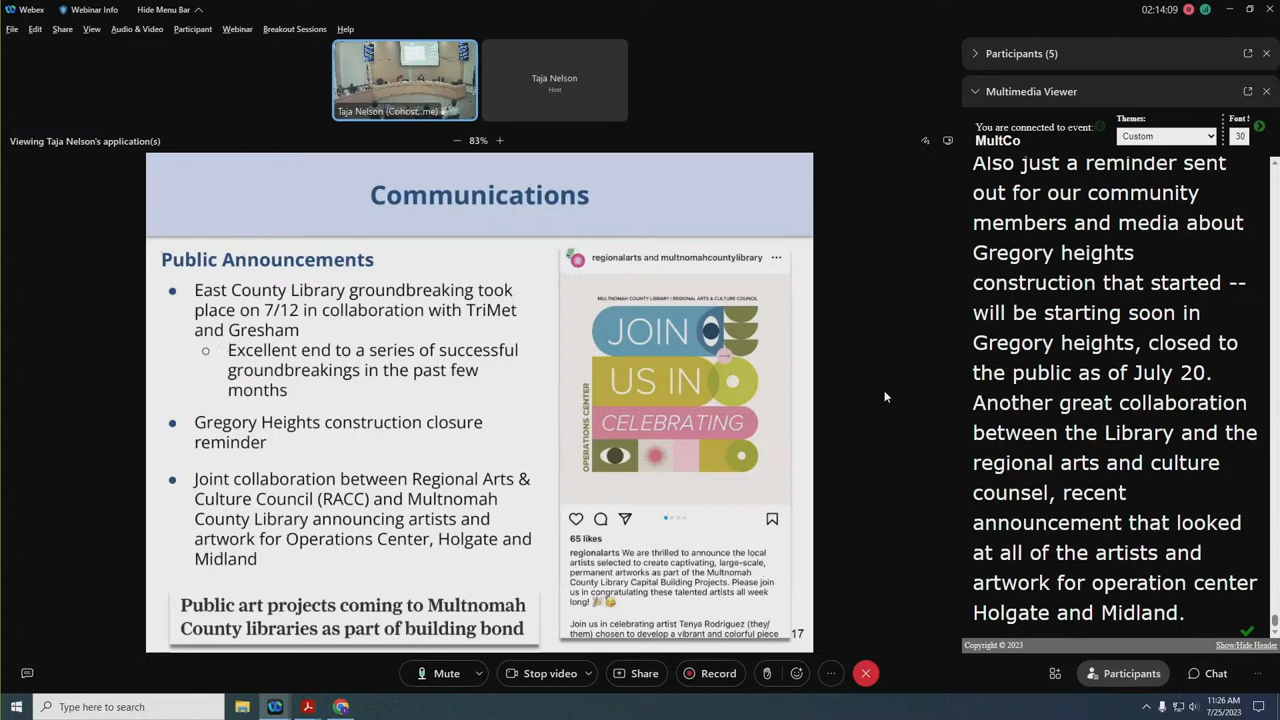 Webex
Webinar Info
Hide Menu Bar
02:14:09
File Edit Share View Audio & Video Participant Webinar Breakout Sessions Help
Taja Nelson (Cohost, me)
Taja Nelson
Host
Viewing Taja Nelson's application(s)
83%
Communications
Public Announcements
East County Library groundbreaking took
place on 7/12 in collaboration with TriMet
and Gresham
Excellent end to a series of successful
groundbreakings in the past few
months
Gregory Heights construction closure
reminder
Joint collaboration between Regional Arts &
Culture Council (RACC) and Multnomah
County Library announcing artists and
artwork for Operations Center, Holgate and
Midland
Public art projects coming to Multnomah
County libraries as part of building bond
regionalarts and multnomahcountylibrary
MULTNOMAH COUNTY LIBRARY | REGIONAL ARTS & CULTURE COUNCIL
JOIN
US IN
CELEBRATING
OPERATIONS CENTER
65 likes
regionalarts We are thrilled to announce the local
artists selected to create captivating, large-scale,
permanent artworks as part of the Multnomah
County Library Capital Building Projects. Please join
us in congratulating these talented artists all week
long!
Join us in celebrating artist Tenya Rodriguez (they/
them) chosen to develop a vibrant and colorful piece
17
Participants (5)
Multimedia Viewer
You are connected to event:
MultCo
Themes:
Custom
Font S
30
Also just a reminder sent
out for our community
members and media about
Gregory heights
construction that started --
will be starting soon in
Gregory heights, closed to
the public as of July 20.
Another great collaboration
between the Library and the
regional arts and culture
counsel, recent
announcement that looked
at all of the artists and
artwork for operation center
Holgate and Midland.
Copyright © 2023
Show/Hide Header
Mute
Stop video
Share
Record
Participants
Chat
Type here to search
11:26 AM
7/25/2023